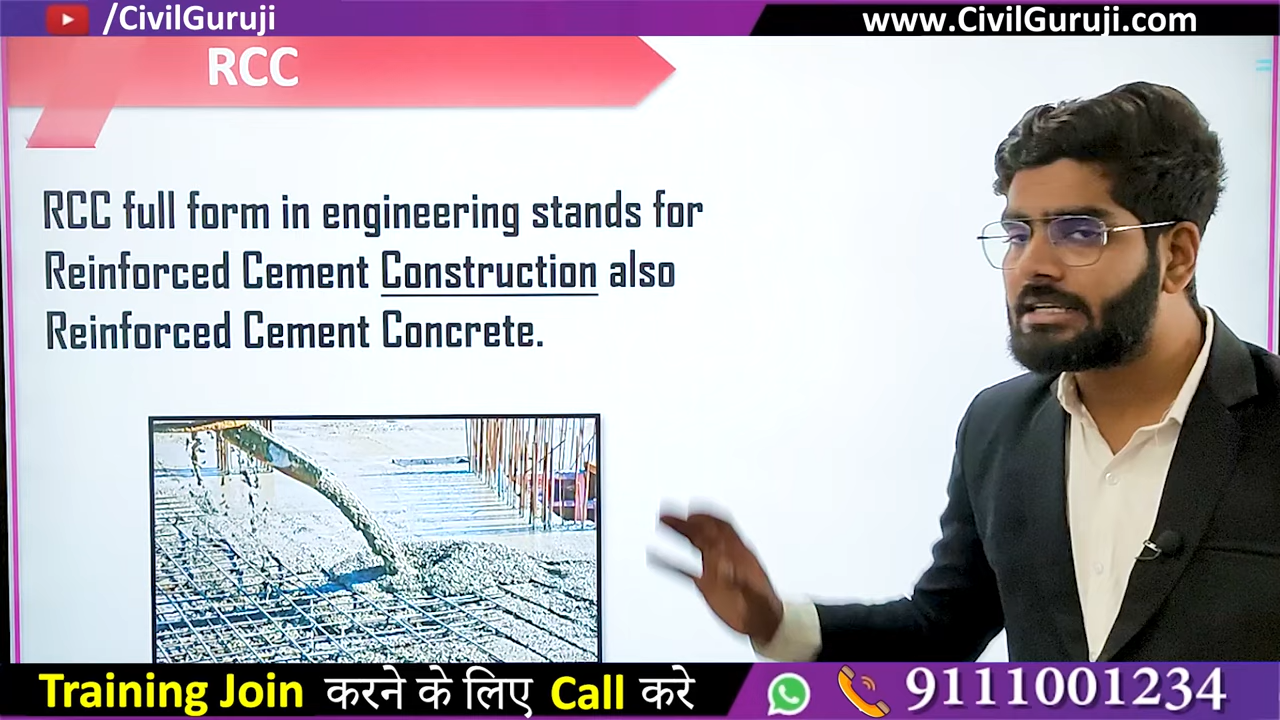 /CivilGuruji
www.CivilGuruji.com
RCC
RCC full form in engineering stands for
Reinforced Cement Construction also
Reinforced Cement Concrete.
Training Join करने के लिए Call करे
9111001234